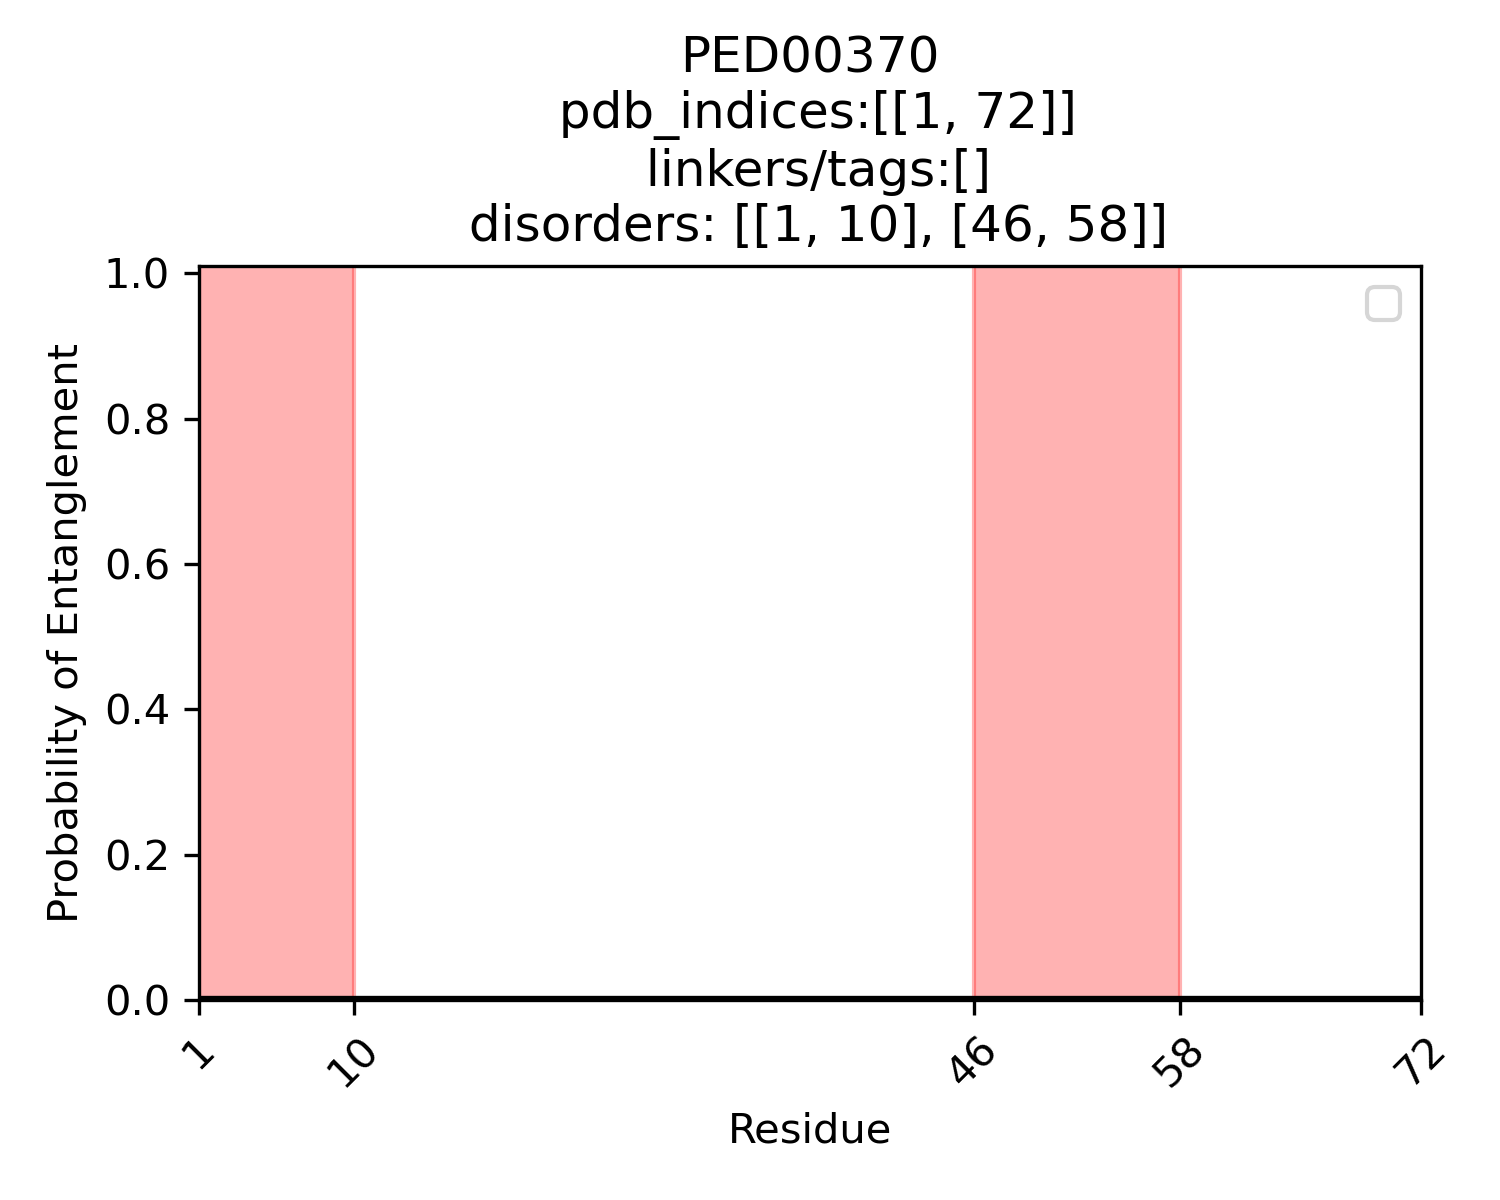 PED00370
pdb_indices:[[1, 72]]
linkers/tags:[]
disorders: [[1, 10], [46, 58]]
1.0
0.8
0.6
0.4
0.2
0.0
Probability of Entanglement
1
10
46
58
72
Residue